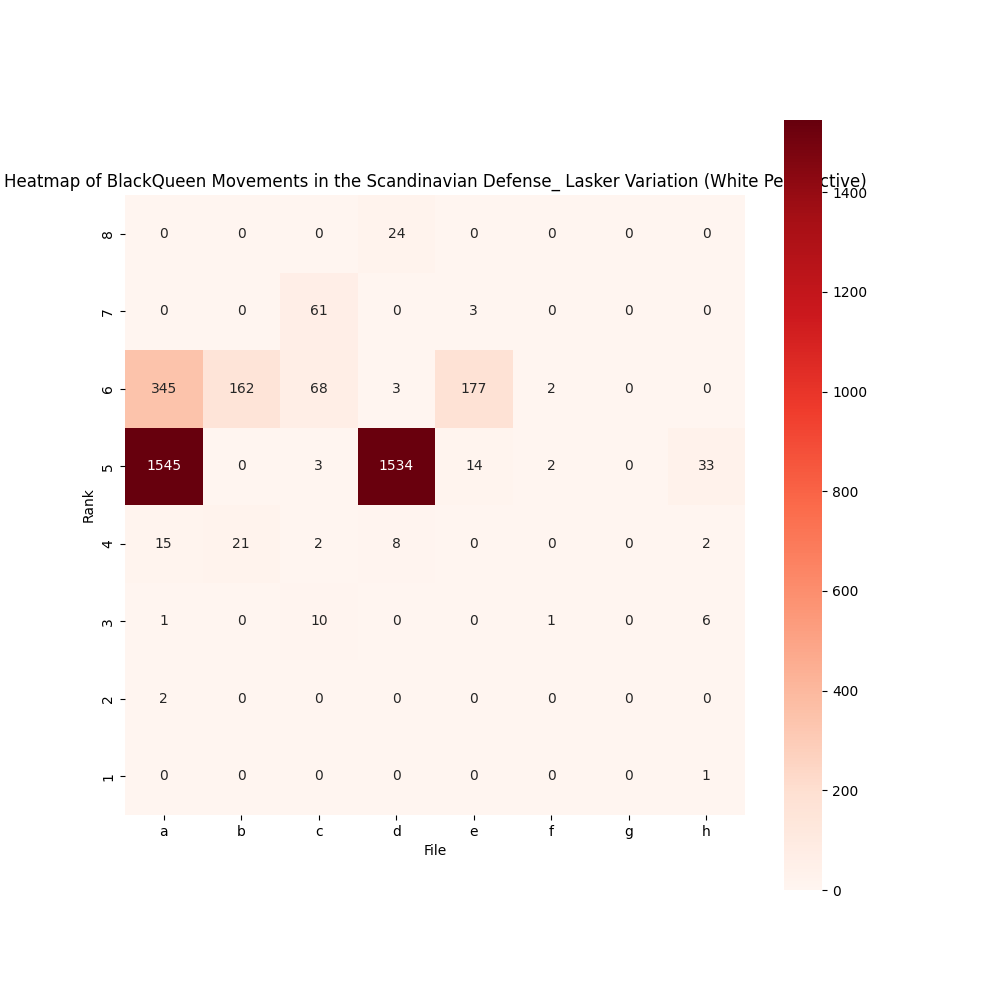 Heatmap of BlackQueen Movements in the Scandinavian Defense_ Lasker Variation (White Pe ctive)
8 0 0 0 24 0 0 0 0
7 0 0 61 0 3 0 0 0
6 345 162 68 3 177 2 0 0
5 1545 0 3 1534 14 2 0 33
4 15 21 2 8 0 0 0 2
3 1 0 10 0 0 1 0 6
2 2 0 0 0 0 0 0 0
1 0 0 0 0 0 0 0 1
a b c d e f g h
File
Rank
1400
1200
1000
800
600
400
200
0